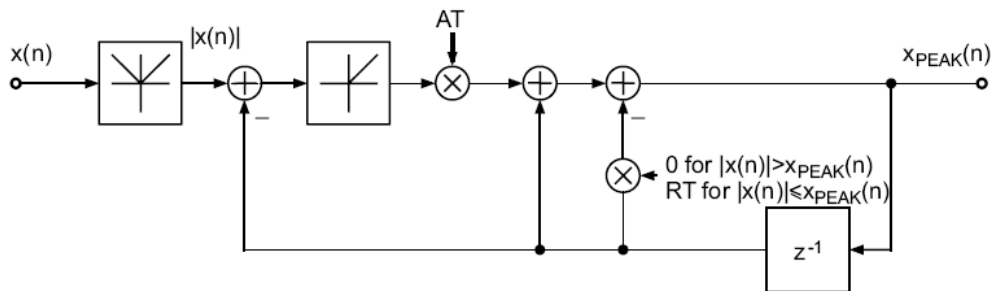 AT
|x(n)|
x(n)
x_PEAK(n)
−
−
0 for |x(n)|>x_PEAK(n)
RT for |x(n)|⩽x_PEAK(n)
z^-1